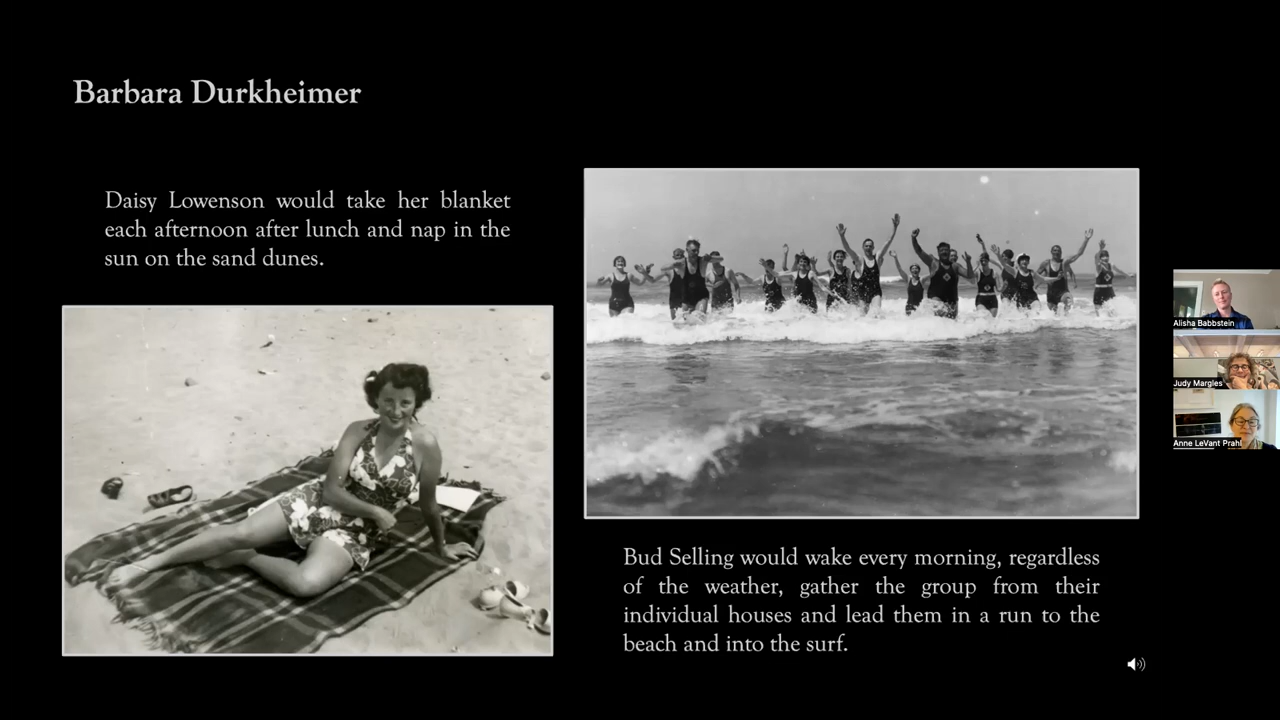 Barbara Durkheimer
Daisy Lowenson would take her blanket
each afternoon after lunch and nap in the
sun on the sand dunes.
Bud Selling would wake every morning, regardless
of the weather, gather the group from their
individual houses and lead them in a run to the
beach and into the surf.
Alisha Babbstein
Judy Margles
Anne LeVant Prahl